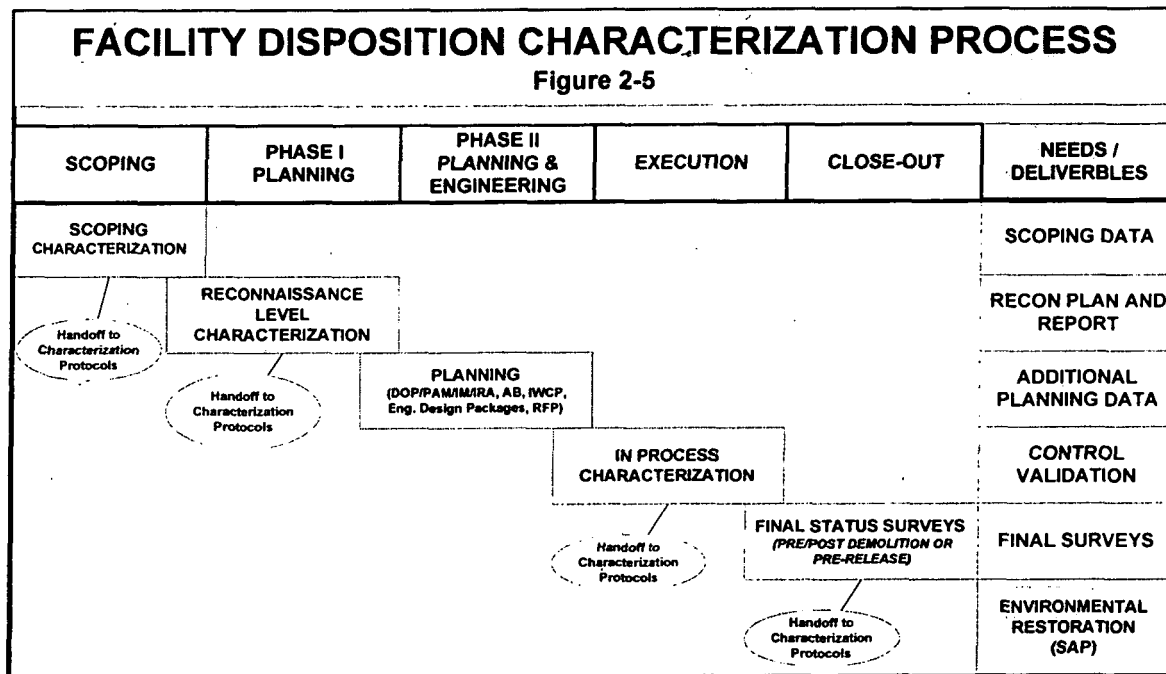 FACILITY DISPOSITION CHARACTERIZATION PROCESS
Figure 2-5
SCOPING
PHASE I
PLANNING
PHASE II
PLANNING &
ENGINEERING
EXECUTION
CLOSE-OUT
NEEDS /
DELIVERBLES
SCOPING
CHARACTERIZATION
SCOPING DATA
Handoff to
Characterization
Protocols
RECONNAISSANCE
LEVEL
CHARACTERIZATION
RECON PLAN AND
REPORT
Handoff to
Characterization
Protocols
PLANNING
(DOP/PAM/IM/IRA, AB, IWCP,
Eng. Design Packages, RFP)
ADDITIONAL
PLANNING DATA
IN PROCESS
CHARACTERIZATION
CONTROL
VALIDATION
Handoff to
Characterization
Protocols
FINAL STATUS SURVEYS
(PRE/POST DEMOLITION OR
PRE-RELEASE)
FINAL SURVEYS
Handoff to
Characterization
Protocols
ENVIRONMENTAL
RESTORATION
(SAP)